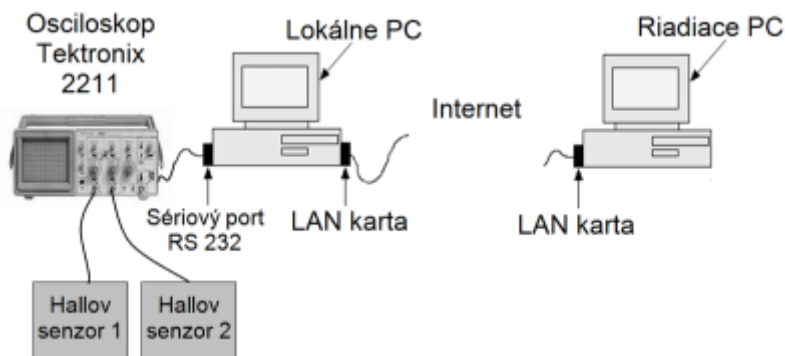 Osciloskop
Tektronix
2211
Lokálne PC
Riadiace PC
Internet
Sériový port
RS 232
LAN karta
LAN karta
Hallov
senzor 1
Hallov
senzor 2